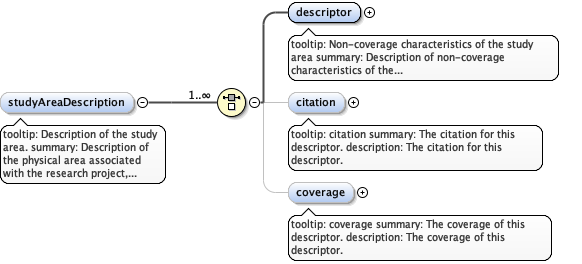 descriptor
tooltip: Non-coverage characteristics of the study
area summary: Description of non-coverage
characteristics of the...
studyAreaDescription
1..∞
tooltip: Description of the study
area. summary: Description of
the physical area associated
with the research project,...
citation
tooltip: citation summary: The citation for this
descriptor. description: The citation for this
descriptor.
coverage
tooltip: coverage summary: The coverage of this
descriptor. description: The coverage of this
descriptor.